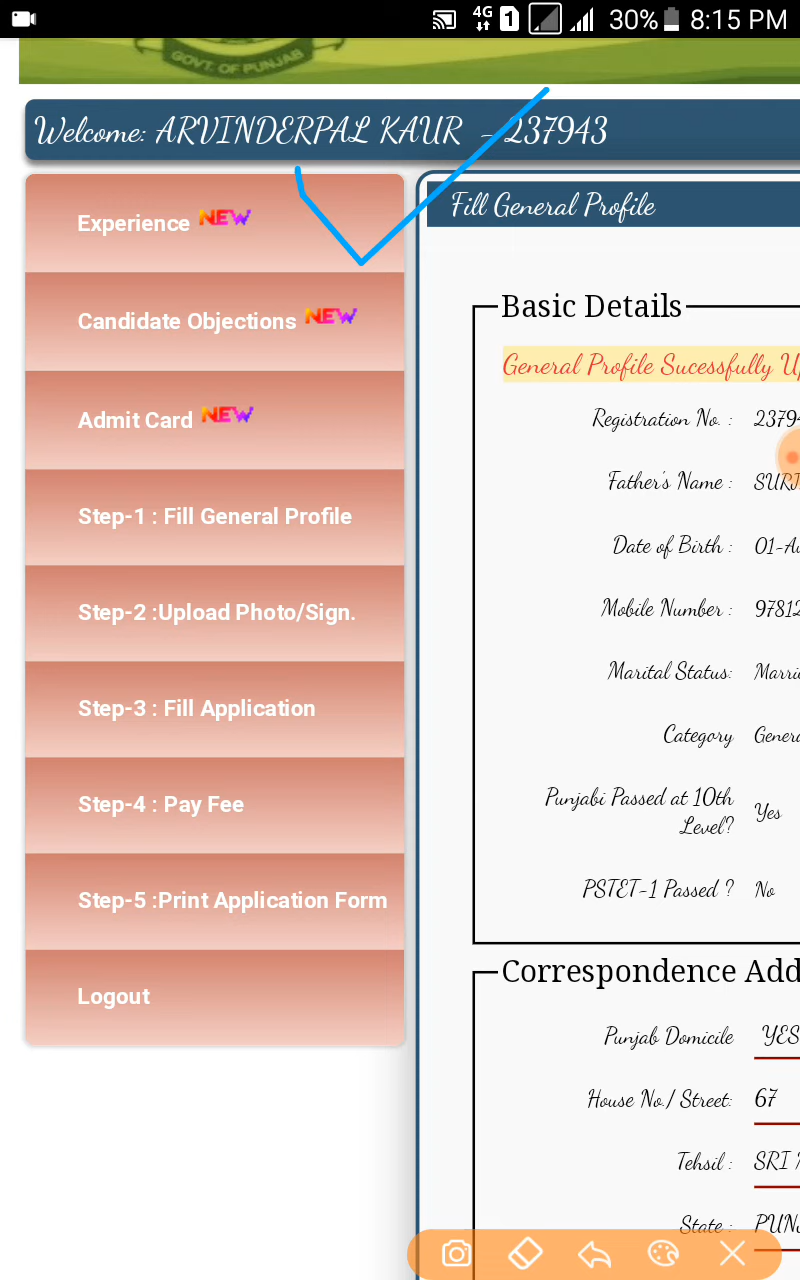 4G 1 30% 8:15 PM
GOVT. OF PUNJAB
Welcome: ARVINDERPAL KAUR - 237943
Experience NEW
Candidate Objections NEW
Admit Card NEW
Step-1 : Fill General Profile
Step-2 :Upload Photo/Sign.
Step-3 : Fill Application
Step-4 : Pay Fee
Step-5 :Print Application Form
Logout
Fill General Profile
Basic Details
General Profile Sucessfully
Registration No. : 2379
Father's Name :
Date of Birth : 01-
Mobile Number : 9781
Marital Status:
Category
Punjabi Passed at 10th
Level? Yes
PSTET-1 Passed ? No
Correspondence
Punjab Domicile YES
House No./ Street: 67
Tehsil : SRI
State :